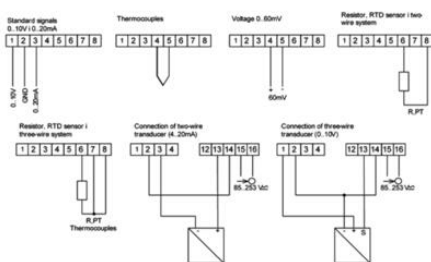 Standard signals
0..10V i 0..20mA
1 2 3 4 5 6 7 8
0..10V
GND
0..20mA
Thermocouples
1 2 3 4 5 6 7 8
Voltage 0..60mV
1 2 3 4 5 6 7 8
+ -
60mV
Resistor, RTD sensor i two-
wire system
1 2 3 4 5 6 7 8
R,PT
Resistor, RTD sensor i
three-wire system
1 2 3 4 5 6 7 8
R,PT
Thermocouples
Connection of two-wire
transducer (4..20mA)
1 2 3 4 12 13 14 15 16
85..253
- +
Connection of three-wire
transducer (0..10V)
1 2 3 4 12 13 14 15 16
85..253
- + S